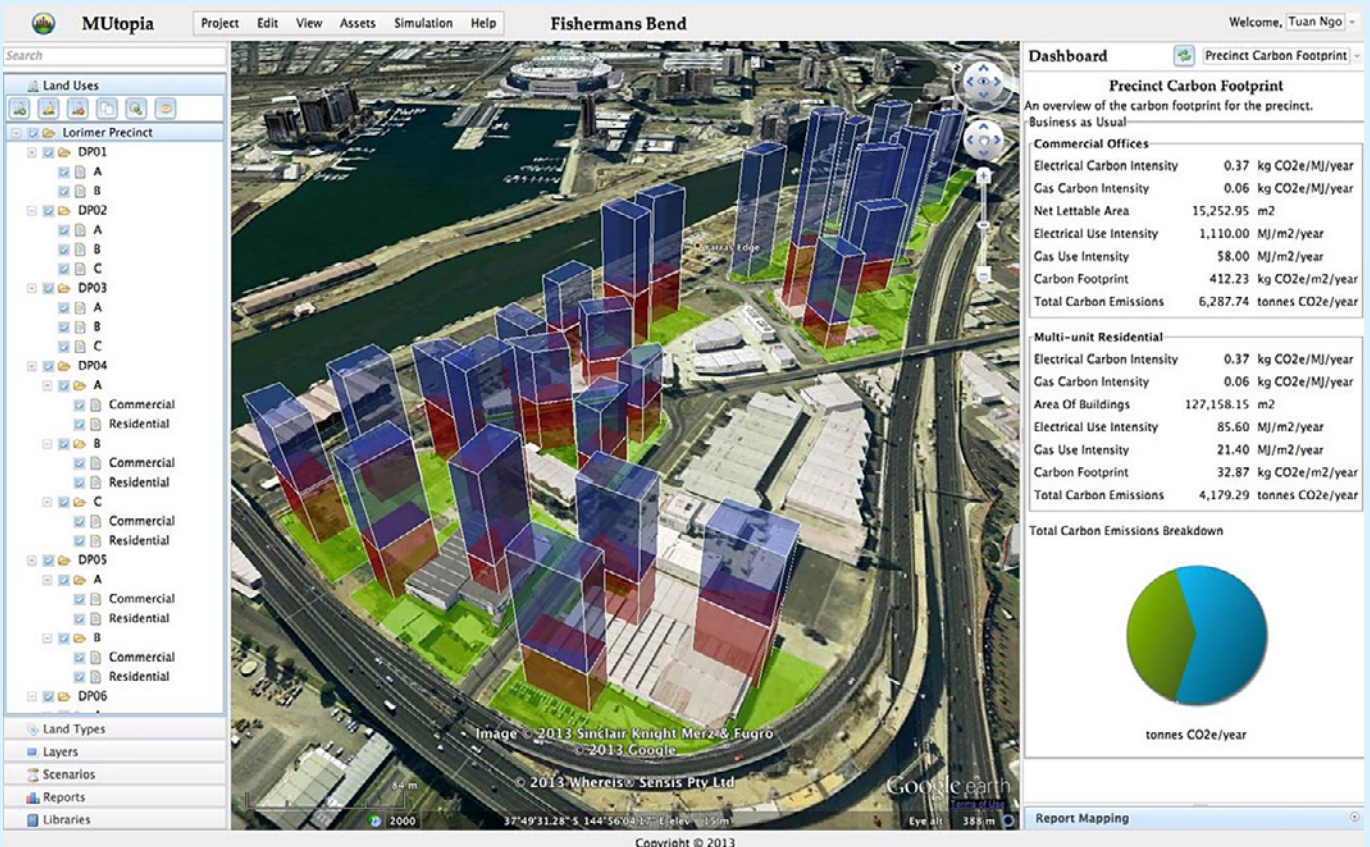 MUtopia
Project Edit View Assets Simulation Help
Fishermans Bend
Welcome, Tuan Ngo
Search
Land Uses
Lorimer Precinct
DP01
A
B
DP02
A
B
C
DP03
A
B
C
DP04
A
Commercial
Residential
B
Commercial
Residential
C
Commercial
Residential
DP05
A
Commercial
Residential
B
Commercial
Residential
DP06
Land Types
Layers
Scenarios
Reports
Libraries
Yarras Edge
Image © 2013 Sinclair Knight Merz & Fugro
© 2013 Google
© 2013 Whereis® Sensis Pty Ltd
Google earth
Terms of Use
84 m
2000
37°49'31.28" S 144°56'04.17" E elev 15 m
Eye alt 388 m
Dashboard
Precinct Carbon Footprint
Precinct Carbon Footprint
An overview of the carbon footprint for the precinct.
Business as Usual
Commercial Offices
Electrical Carbon Intensity 0.37 kg CO2e/MJ/year
Gas Carbon Intensity 0.06 kg CO2e/MJ/year
Net Lettable Area 15,252.95 m2
Electrical Use Intensity 1,110.00 MJ/m2/year
Gas Use Intensity 58.00 MJ/m2/year
Carbon Footprint 412.23 kg CO2e/m2/year
Total Carbon Emissions 6,287.74 tonnes CO2e/year
Multi-unit Residential
Electrical Carbon Intensity 0.37 kg CO2e/MJ/year
Gas Carbon Intensity 0.06 kg CO2e/MJ/year
Area Of Buildings 127,158.15 m2
Electrical Use Intensity 85.60 MJ/m2/year
Gas Use Intensity 21.40 MJ/m2/year
Carbon Footprint 32.87 kg CO2e/m2/year
Total Carbon Emissions 4,179.29 tonnes CO2e/year
Total Carbon Emissions Breakdown
tonnes CO2e/year
Report Mapping
Copyright © 2013